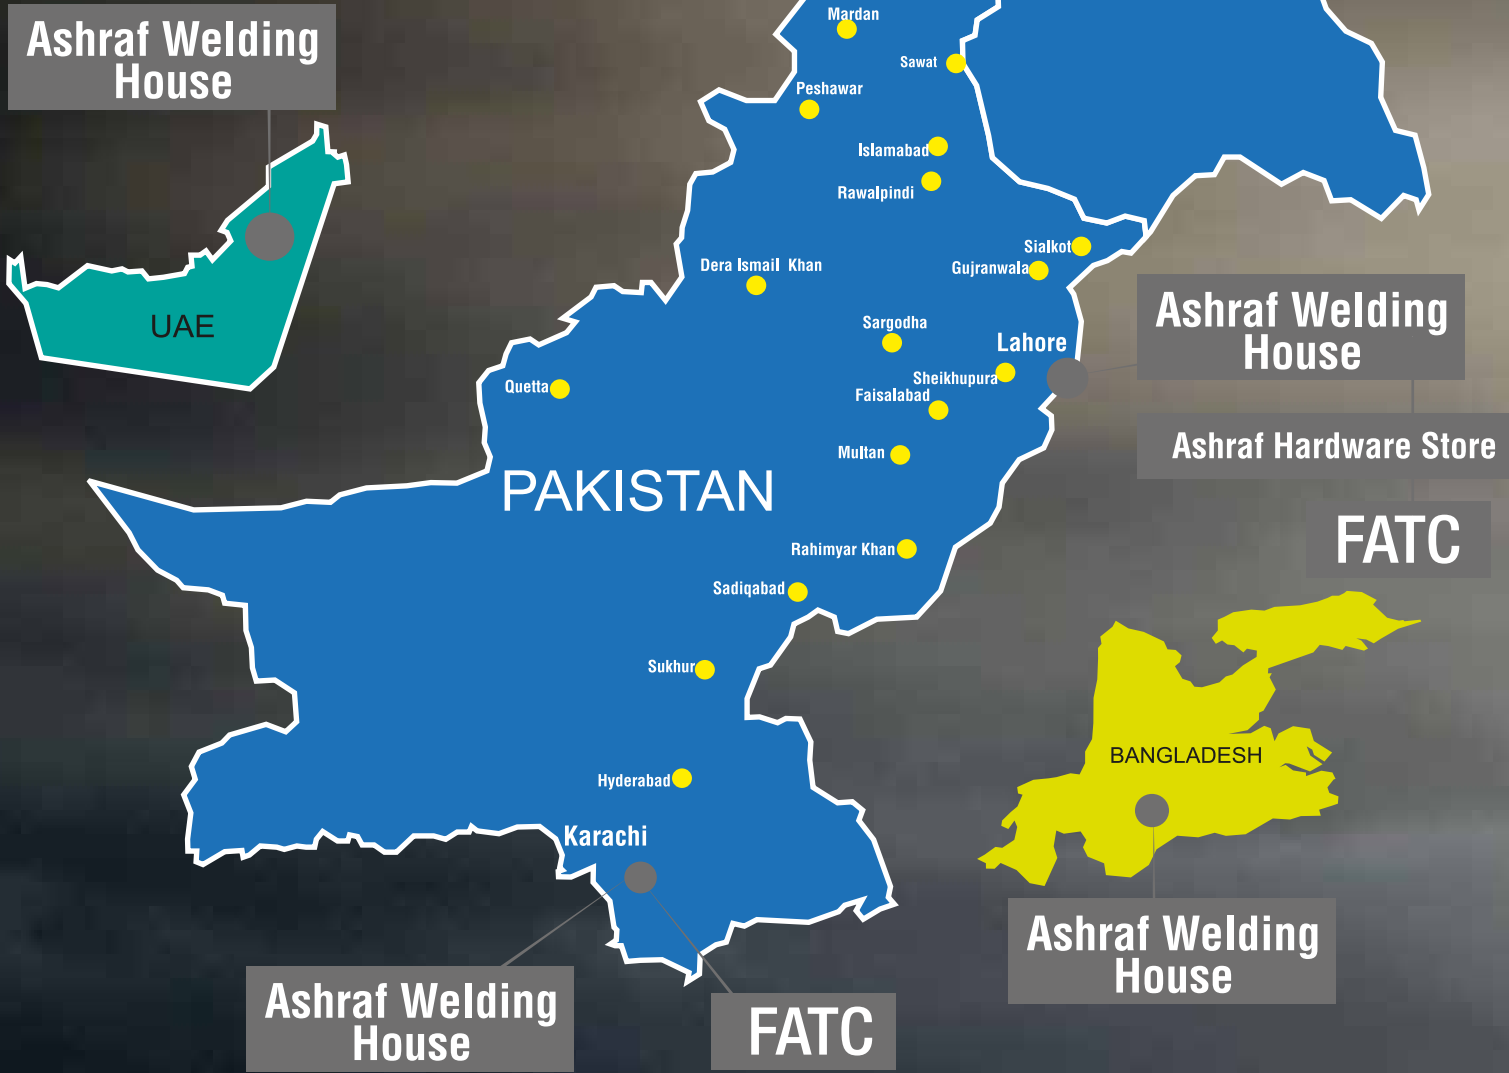 Ashraf Welding
House
Mardan
Sawat
Peshawar
Islamabad
Rawalpindi
Sialkot
Gujranwala
Dera Ismail Khan
UAE
Sargodha
Lahore
Ashraf Welding
House
Sheikhupura
Quetta
Faisalabad
Ashraf Hardware Store
Multan
PAKISTAN
FATC
Rahimyar Khan
Sadiqabad
Sukhur
BANGLADESH
Hyderabad
Karachi
Ashraf Welding
House
Ashraf Welding
House
FATC